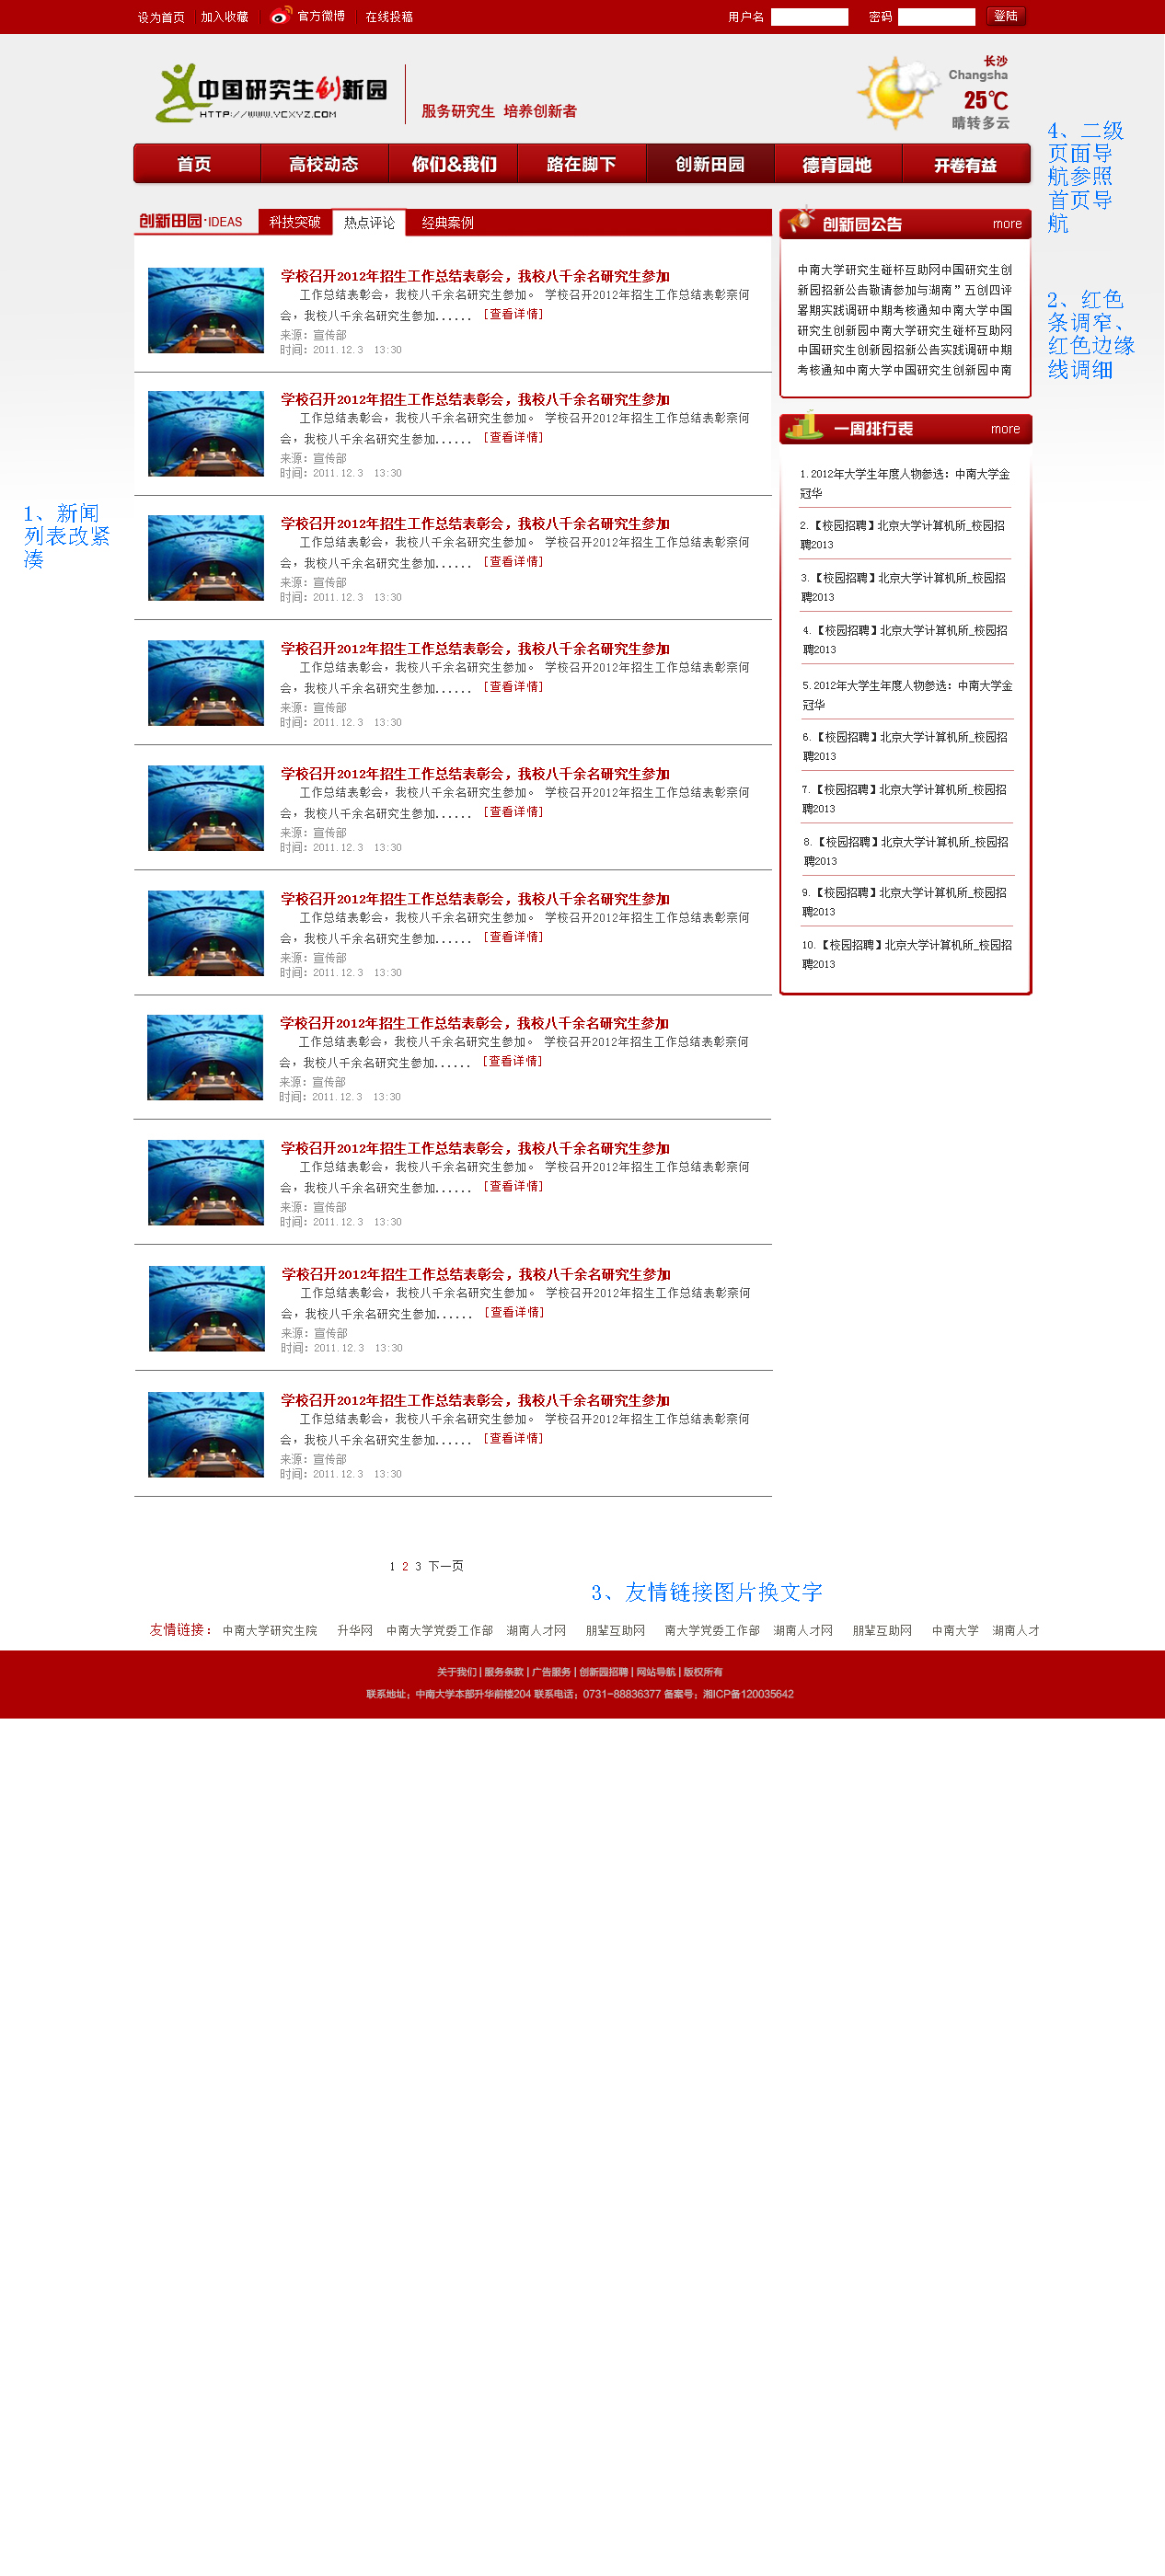 设为首页 加入收藏 官方微博 在线投稿 用户名 密码 登陆
中国研究生创新园
HTTP://WWW.YCXYZ.COM
服务研究生 培养创新者
长沙
Changsha
25℃
晴转多云
首页 高校动态 你们&我们 路在脚下 创新田园 德育园地 开卷有益
4、二级
页面导
航参照
首页导
航
创新田园·IDEAS 科技突破 热点评论 经典案例
学校召开2012年招生工作总结表彰会，我校八千余名研究生参加
工作总结表彰会，我校八千余名研究生参加。 学校召开2012年招生工作总结表彰奈何
会，我校八千余名研究生参加...... [查看详情]
来源：宣传部
时间：2011.12.3 13:30
学校召开2012年招生工作总结表彰会，我校八千余名研究生参加
工作总结表彰会，我校八千余名研究生参加。 学校召开2012年招生工作总结表彰奈何
会，我校八千余名研究生参加...... [查看详情]
来源：宣传部
时间：2011.12.3 13:30
学校召开2012年招生工作总结表彰会，我校八千余名研究生参加
工作总结表彰会，我校八千余名研究生参加。 学校召开2012年招生工作总结表彰奈何
会，我校八千余名研究生参加...... [查看详情]
来源：宣传部
时间：2011.12.3 13:30
学校召开2012年招生工作总结表彰会，我校八千余名研究生参加
工作总结表彰会，我校八千余名研究生参加。 学校召开2012年招生工作总结表彰奈何
会，我校八千余名研究生参加...... [查看详情]
来源：宣传部
时间：2011.12.3 13:30
学校召开2012年招生工作总结表彰会，我校八千余名研究生参加
工作总结表彰会，我校八千余名研究生参加。 学校召开2012年招生工作总结表彰奈何
会，我校八千余名研究生参加...... [查看详情]
来源：宣传部
时间：2011.12.3 13:30
学校召开2012年招生工作总结表彰会，我校八千余名研究生参加
工作总结表彰会，我校八千余名研究生参加。 学校召开2012年招生工作总结表彰奈何
会，我校八千余名研究生参加...... [查看详情]
来源：宣传部
时间：2011.12.3 13:30
学校召开2012年招生工作总结表彰会，我校八千余名研究生参加
工作总结表彰会，我校八千余名研究生参加。 学校召开2012年招生工作总结表彰奈何
会，我校八千余名研究生参加...... [查看详情]
来源：宣传部
时间：2011.12.3 13:30
学校召开2012年招生工作总结表彰会，我校八千余名研究生参加
工作总结表彰会，我校八千余名研究生参加。 学校召开2012年招生工作总结表彰奈何
会，我校八千余名研究生参加...... [查看详情]
来源：宣传部
时间：2011.12.3 13:30
学校召开2012年招生工作总结表彰会，我校八千余名研究生参加
工作总结表彰会，我校八千余名研究生参加。 学校召开2012年招生工作总结表彰奈何
会，我校八千余名研究生参加...... [查看详情]
来源：宣传部
时间：2011.12.3 13:30
学校召开2012年招生工作总结表彰会，我校八千余名研究生参加
工作总结表彰会，我校八千余名研究生参加。 学校召开2012年招生工作总结表彰奈何
会，我校八千余名研究生参加...... [查看详情]
来源：宣传部
时间：2011.12.3 13:30
创新园公告 more
中南大学研究生碰杯互助网中国研究生创
新园招新公告敬请参加与湖南”五创四评
署期实践调研中期考核通知中南大学中国
研究生创新园中南大学研究生碰杯互助网
中国研究生创新园招新公告实践调研中期
考核通知中南大学中国研究生创新园中南
2、红色
条调窄、
红色边缘
线调细
一周排行表 more
1.2012年大学生年度人物参选：中南大学金
冠华
2.【校园招聘】北京大学计算机所_校园招
聘2013
3.【校园招聘】北京大学计算机所_校园招
聘2013
4.【校园招聘】北京大学计算机所_校园招
聘2013
5.2012年大学生年度人物参选：中南大学金
冠华
6.【校园招聘】北京大学计算机所_校园招
聘2013
7.【校园招聘】北京大学计算机所_校园招
聘2013
8.【校园招聘】北京大学计算机所_校园招
聘2013
9.【校园招聘】北京大学计算机所_校园招
聘2013
10.【校园招聘】北京大学计算机所_校园招
聘2013
1、新闻
列表改紧
凑
1 2 3 下一页
3、友情链接图片换文字
友情链接： 中南大学研究生院 升华网 中南大学党委工作部 湖南人才网 朋辈互助网 南大学党委工作部 湖南人才网 朋辈互助网 中南大学 湖南人才
关于我们 | 服务条款 | 广告服务 | 创新园招聘 | 网站导航 | 版权所有
联系地址：中南大学本部升华前楼204 联系电话：0731-88836377 备案号：湘ICP备120035642